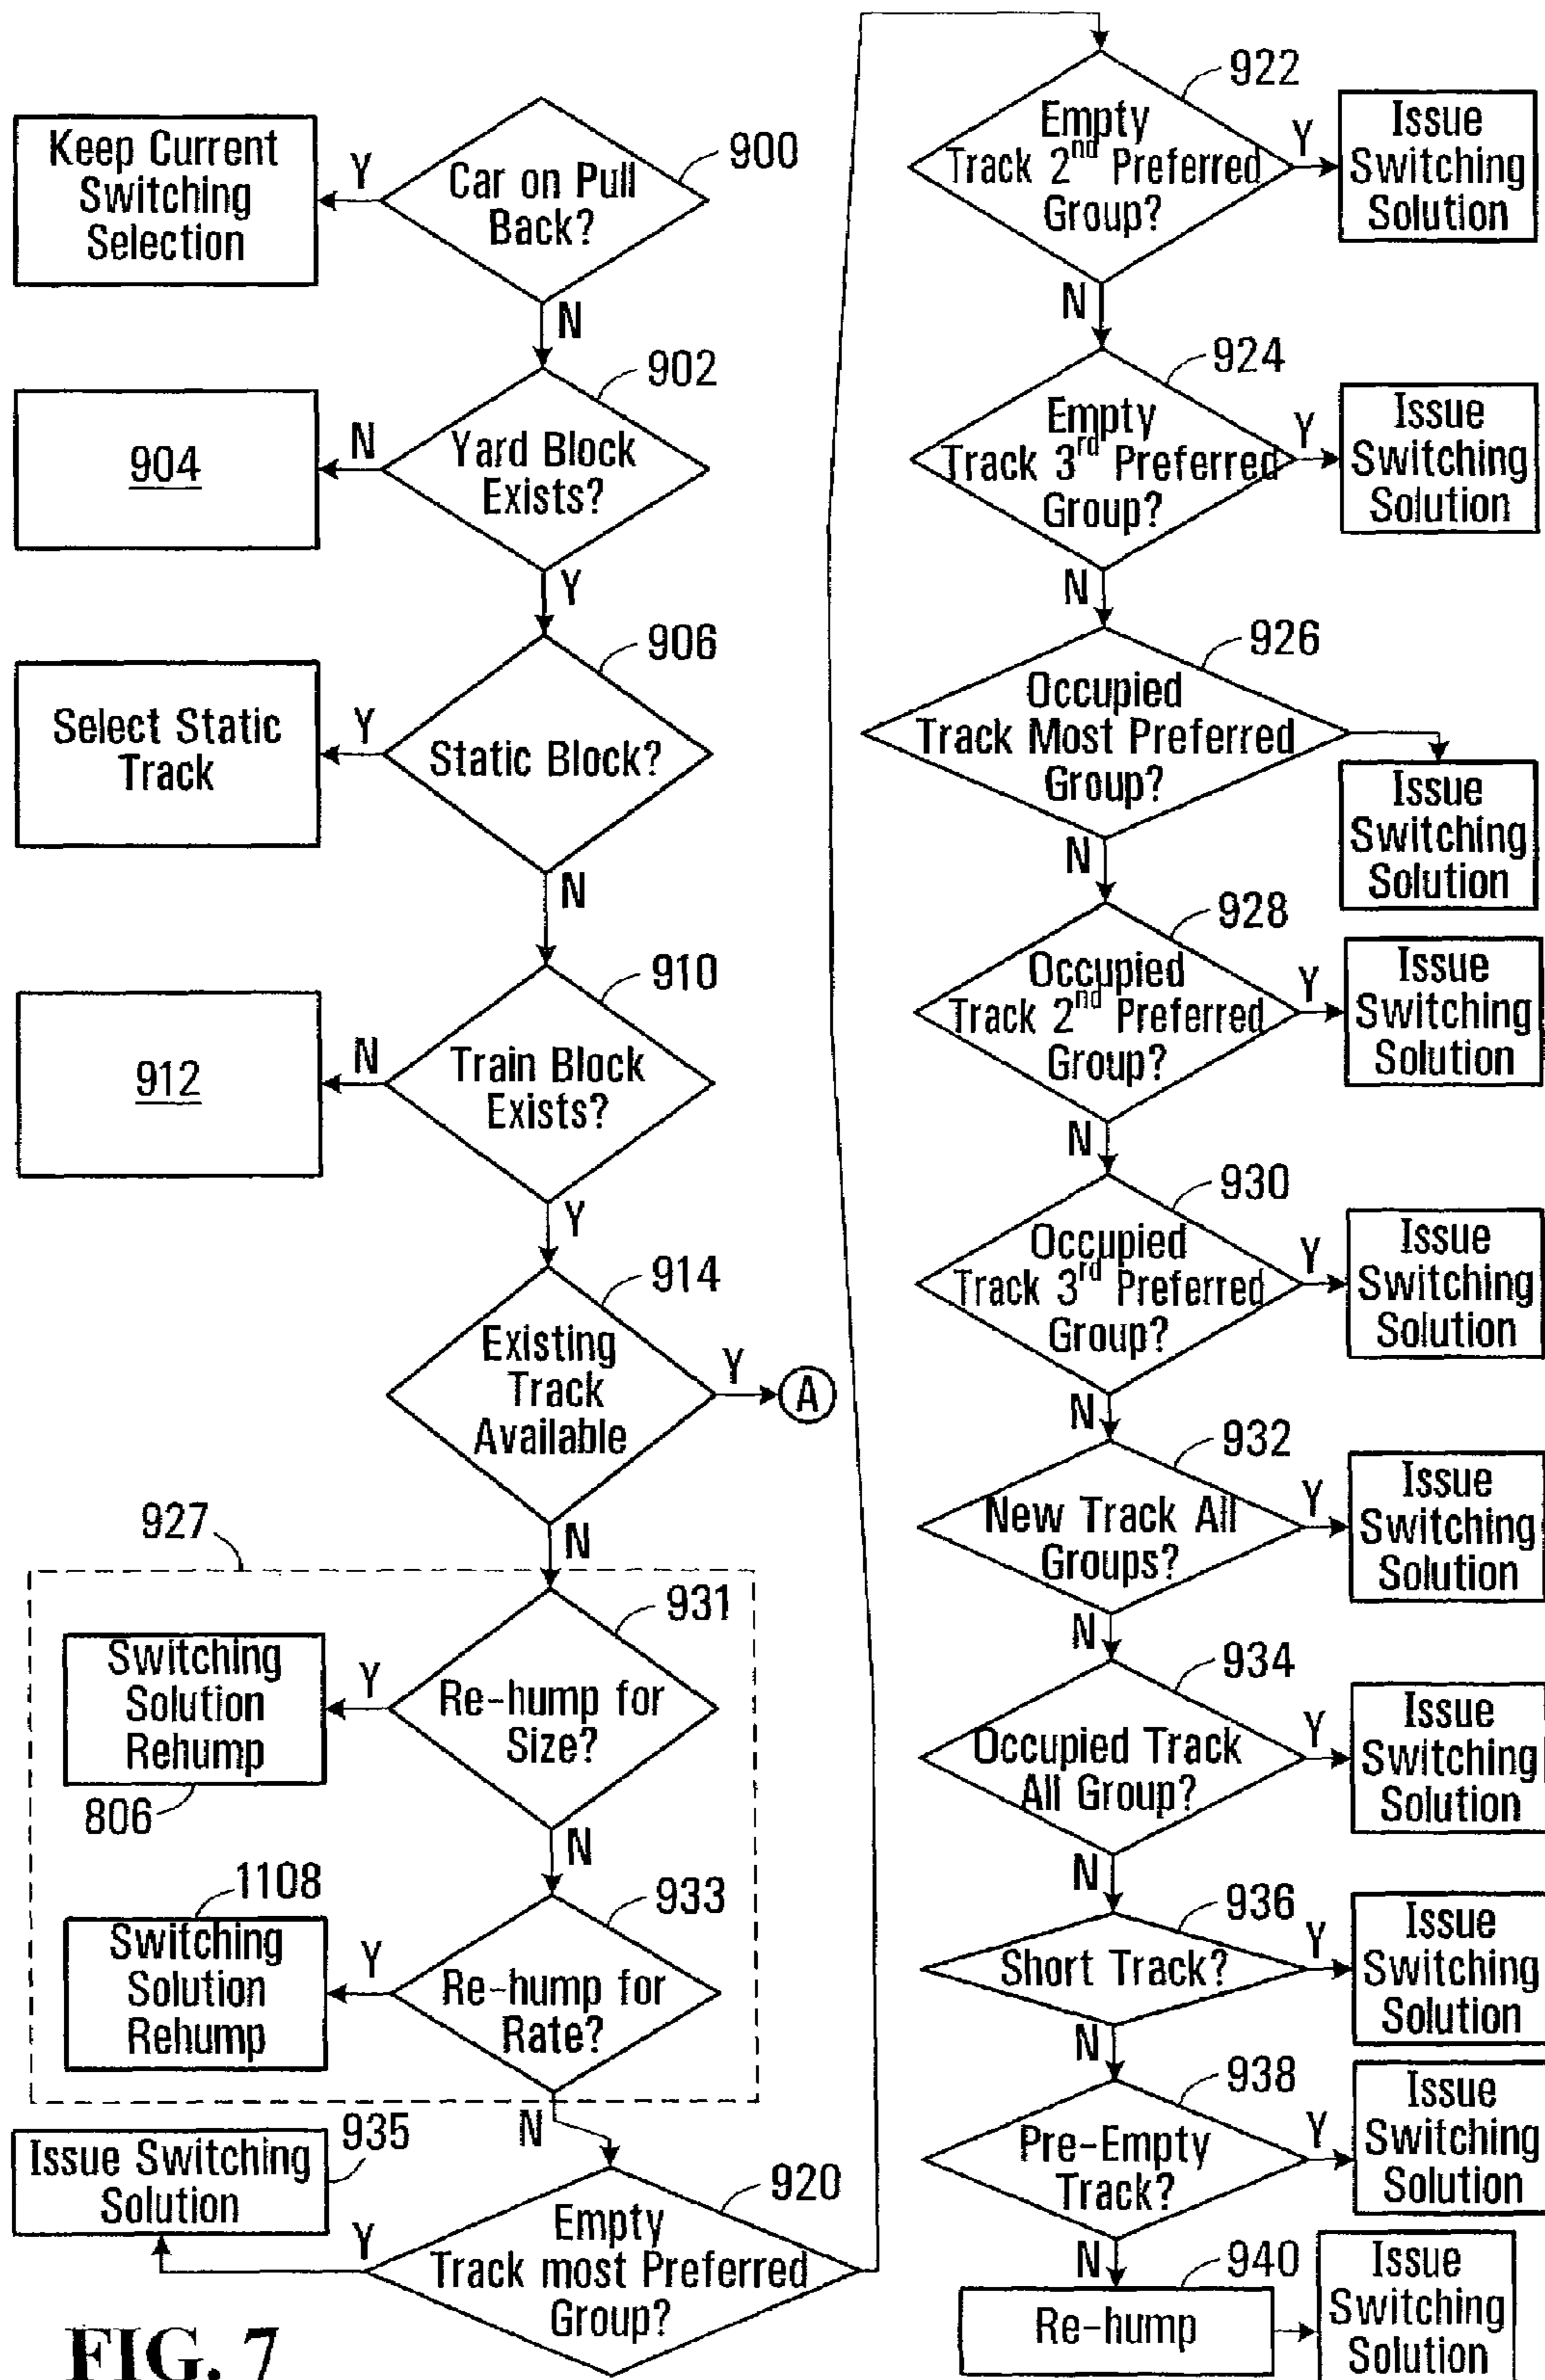 900
Car on Pull
Back?
Y
Keep Current
Switching
Selection
N
902
Yard Block
Exists?
N
904
Y
906
Static Block?
Y
Select Static
Track
N
910
Train Block
Exists?
N
912
Y
914
Existing
Track
Available
Y
A
N
927
931
Re-hump for
Size?
Y
Switching
Solution
Rehump
806
N
933
Re-hump for
Rate?
Y
1108
Switching
Solution
Rehump
N
920
Empty
Track most Preferred
Group?
Y
935
Issue Switching
Solution
922
Empty
Track 2nd Preferred
Group?
Y
Issue
Switching
Solution
N
924
Empty
Track 3rd Preferred
Group?
Y
Issue
Switching
Solution
N
926
Occupied
Track Most Preferred
Group?
Issue
Switching
Solution
N
928
Occupied
Track 2nd Preferred
Group?
Y
Issue
Switching
Solution
N
930
Occupied
Track 3rd Preferred
Group?
Y
Issue
Switching
Solution
N
932
New Track All
Groups?
Y
Issue
Switching
Solution
N
934
Occupied Track
All Group?
Y
Issue
Switching
Solution
N
936
Short Track?
Y
Issue
Switching
Solution
N
938
Pre-Empty
Track?
Y
Issue
Switching
Solution
N
940
Re-hump
Issue
Switching
Solution
FIG. 7